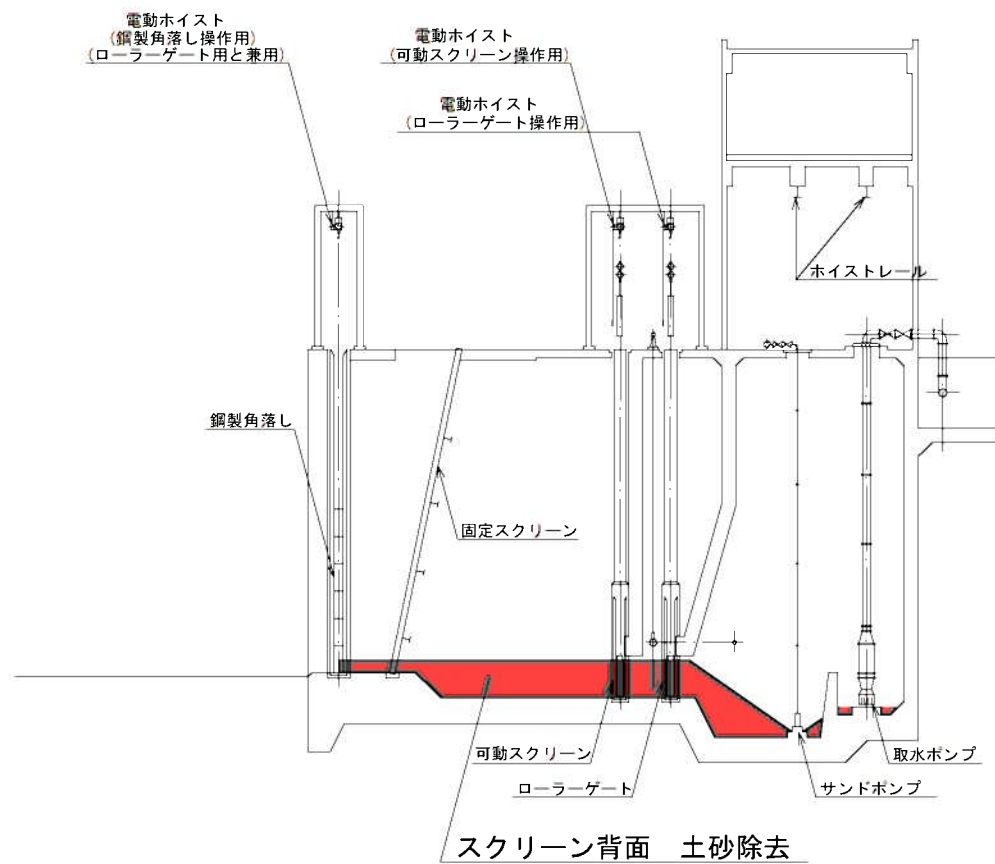 電動ホイスト
(鋼製角落し操作用)
(ローラーゲート用と兼用)
電動ホイスト
(可動スクリーン操作用)
電動ホイスト
(ローラーゲート操作用)
ホイストレール
鋼製角落し
固定スクリーン
可動スクリーン
取水ポンプ
ローラーゲート
サンドポンプ
スクリーン背面　土砂除去